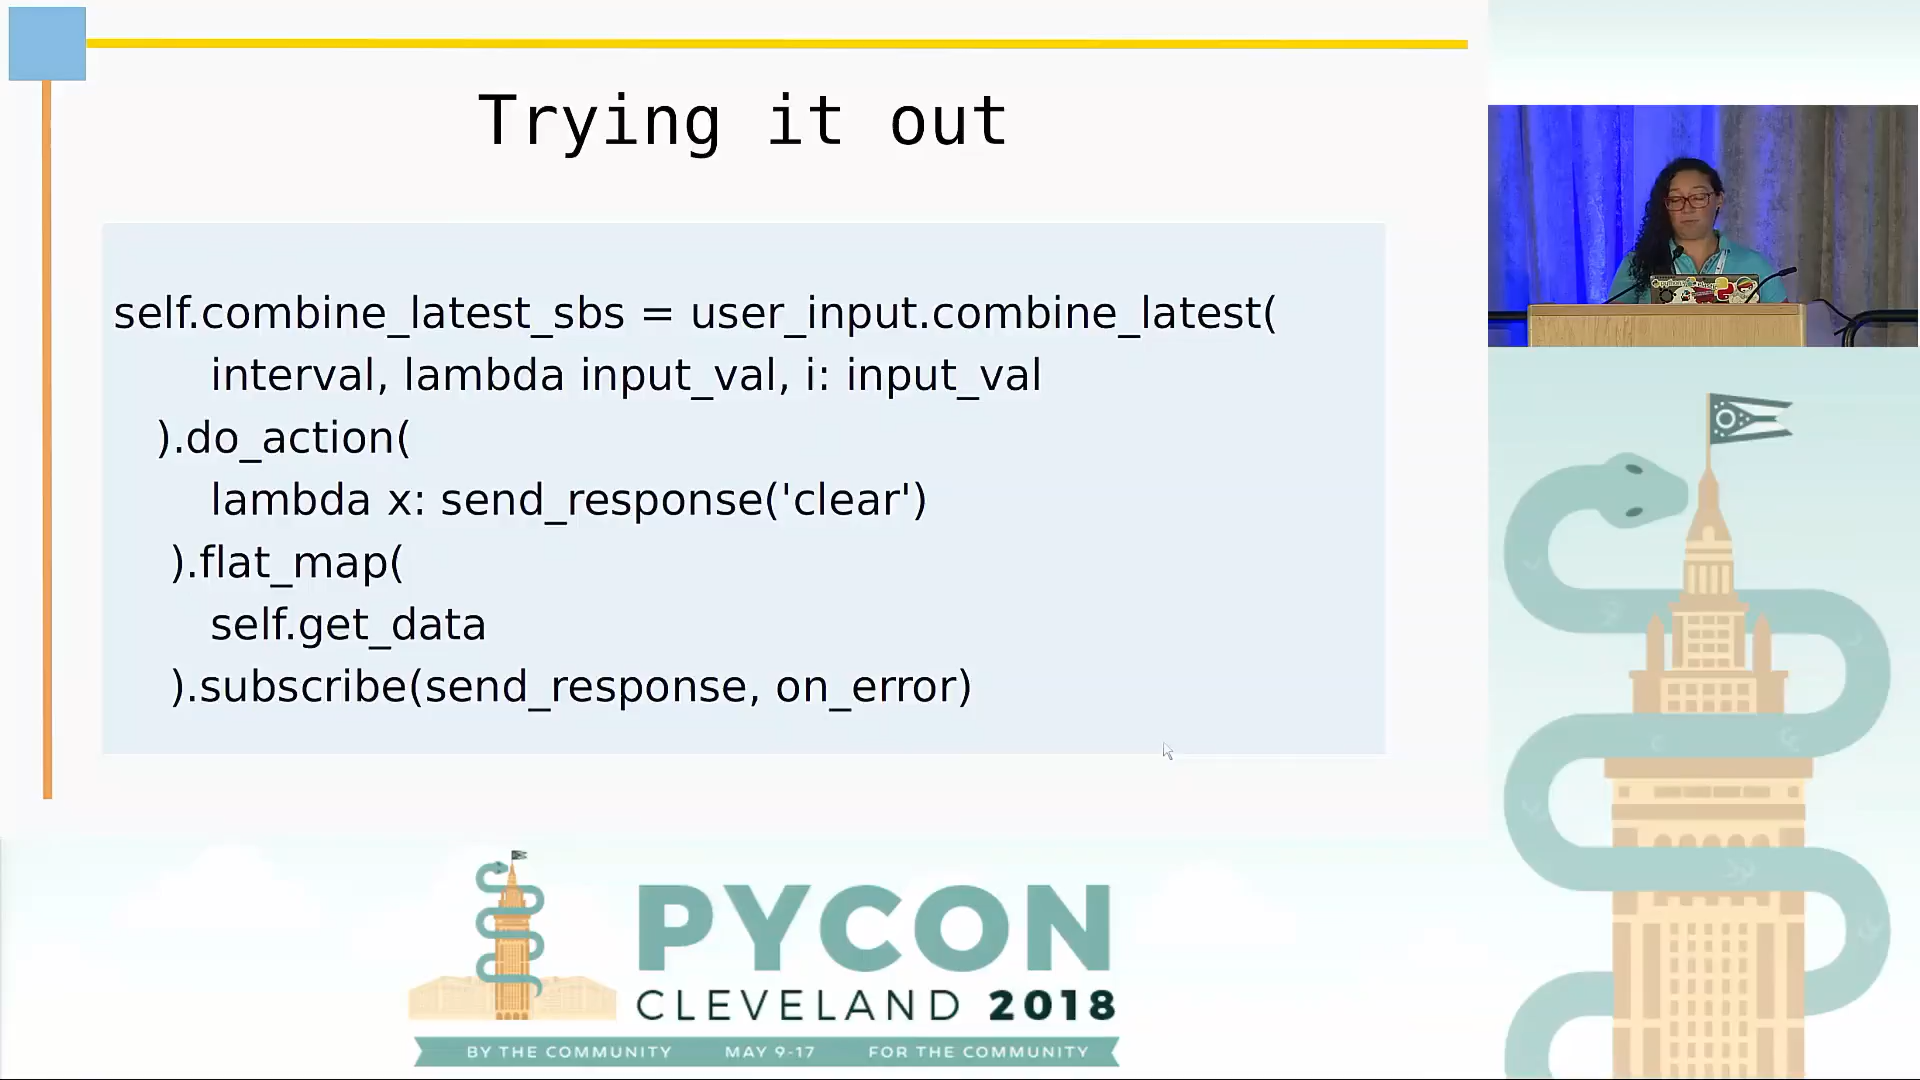 Trying it out
self.combine_latest_sbs = user_input.combine_latest(
interval, lambda input_val, i: input_val
).do_action(
lambda x: send_response('clear')
).flat_map(
self.get_data
).subscribe(send_response, on_error)
PYCON
CLEVELAND 2018
BY THE COMMUNITY MAY 9-17 FOR THE COMMUNITY